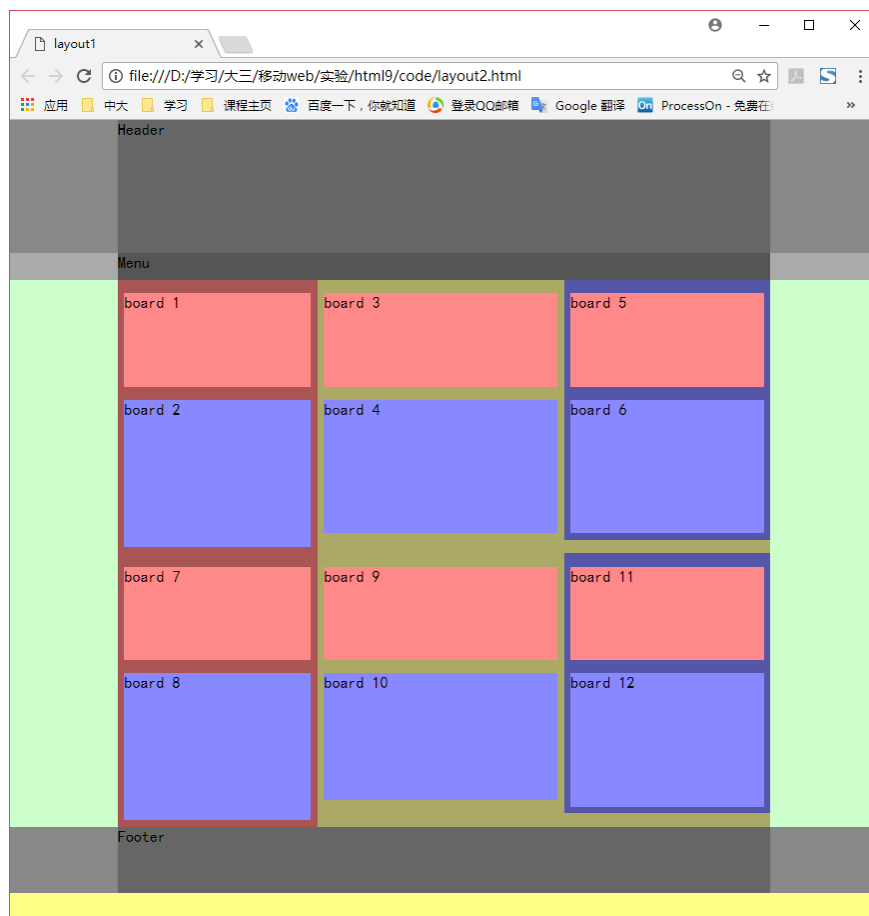 layout1
file:///D:/学习/大三/移动web/实验/html9/code/layout2.html
应用 中大 学习 课程主页 百度一下，你就知道 登录QQ邮箱 Google 翻译 On ProcessOn - 免费在 »
Header
Menu
board 1 board 3 board 5
board 2 board 4 board 6
board 7 board 9 board 11
board 8 board 10 board 12
Footer